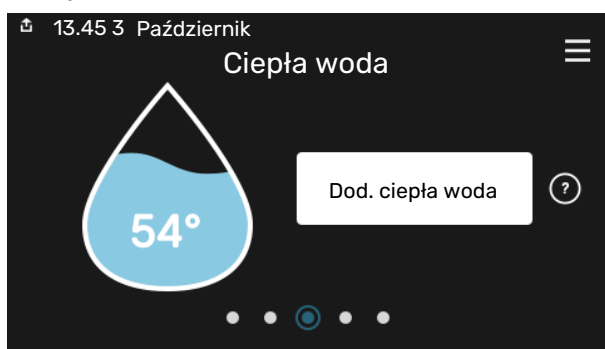 13.45 3 Październik
Ciepła woda
54°
Dod. ciepła woda
?